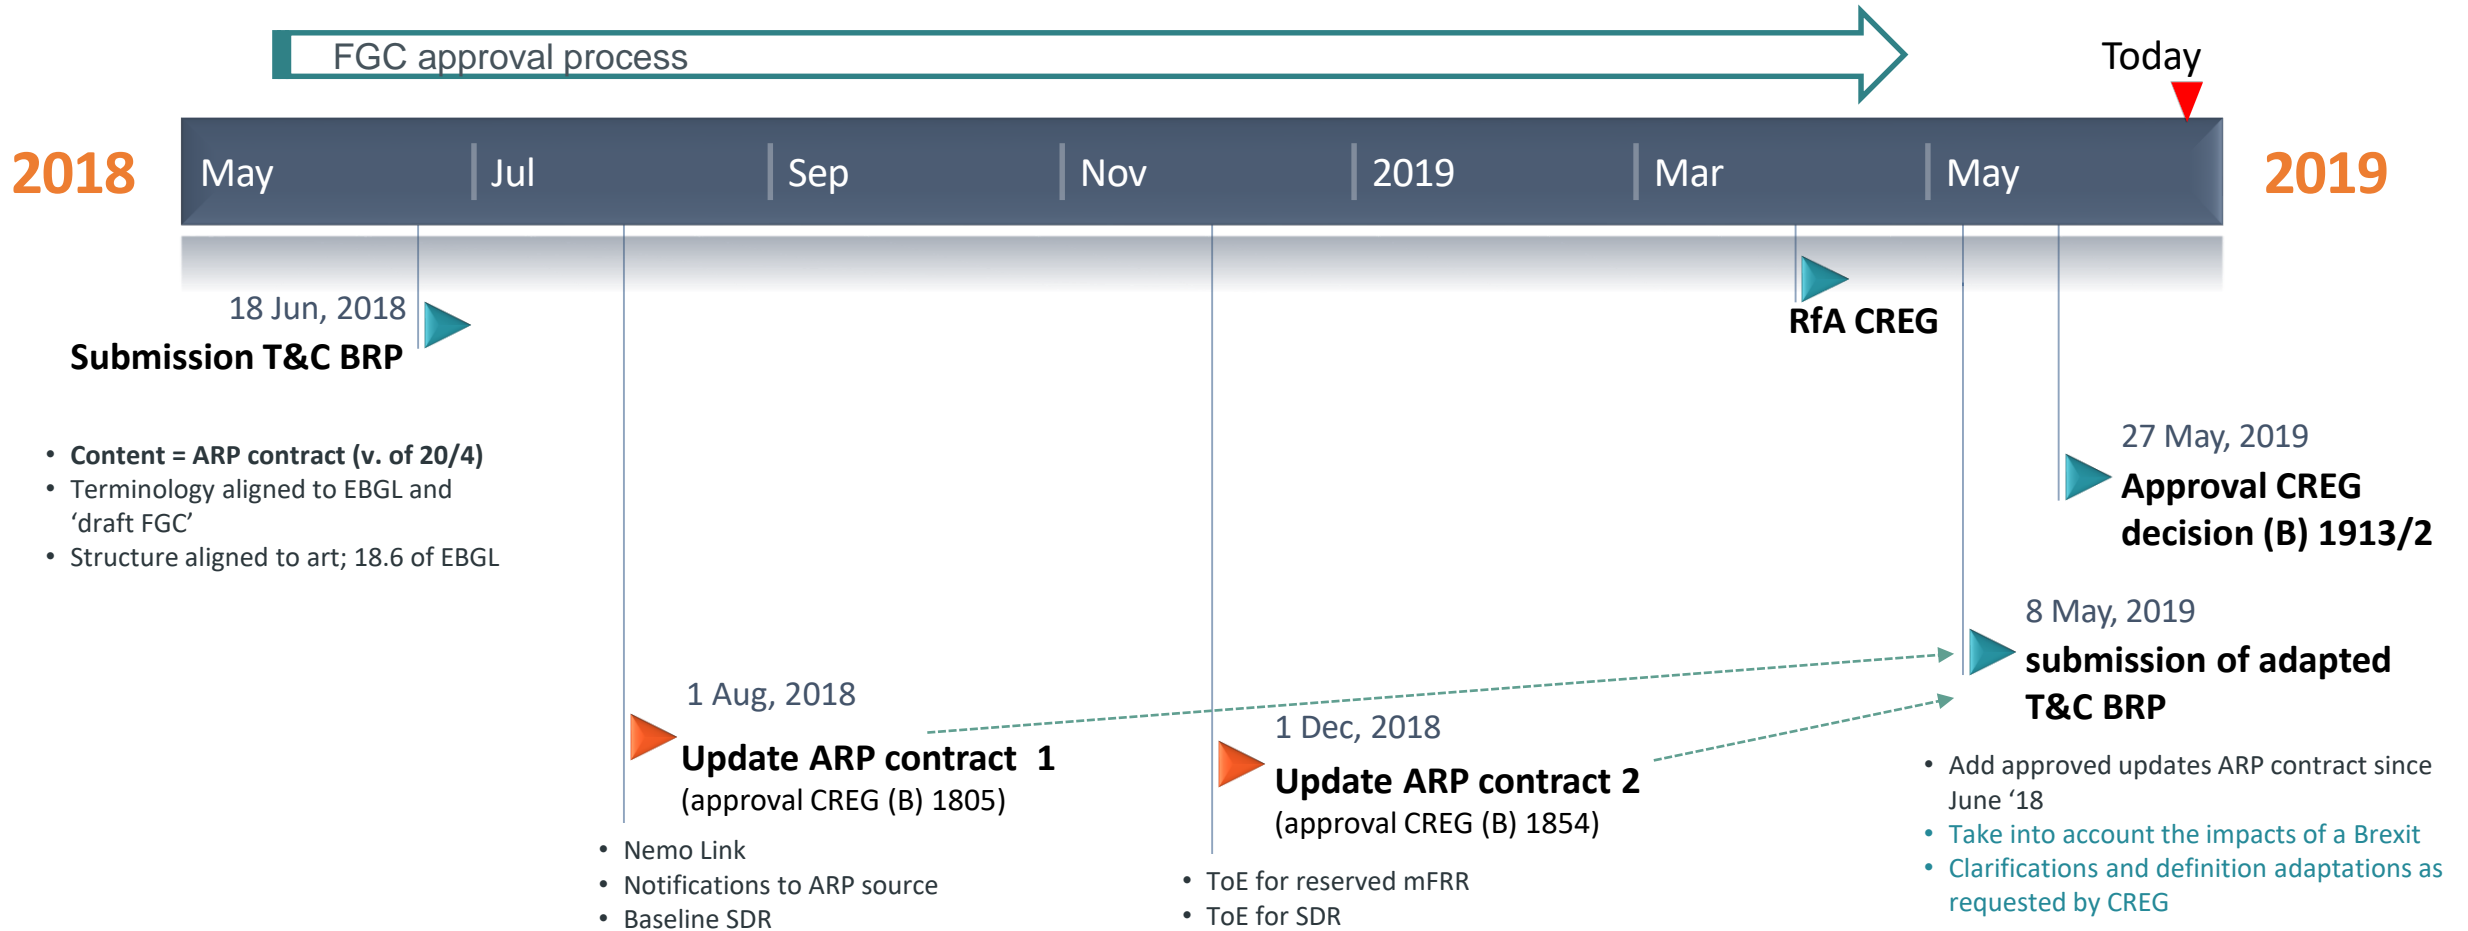 FGC approval process
Today
2018
May
Jul
Sep
Nov
2019
Mar
May
2019
18 Jun, 2018
Submission T&C BRP
• Content = ARP contract (v. of 20/4)
• Terminology aligned to EBGL and
‘draft FGC’
• Structure aligned to art; 18.6 of EBGL
1 Aug, 2018
Update ARP contract 1
(approval CREG (B) 1805)
• Nemo Link
• Notifications to ARP source
• Baseline SDR
1 Dec, 2018
Update ARP contract 2
(approval CREG (B) 1854)
• ToE for reserved mFRR
• ToE for SDR
RfA CREG
27 May, 2019
Approval CREG
decision (B) 1913/2
8 May, 2019
submission of adapted
T&C BRP
• Add approved updates ARP contract since
June ‘18
• Take into account the impacts of a Brexit
• Clarifications and definition adaptations as
requested by CREG